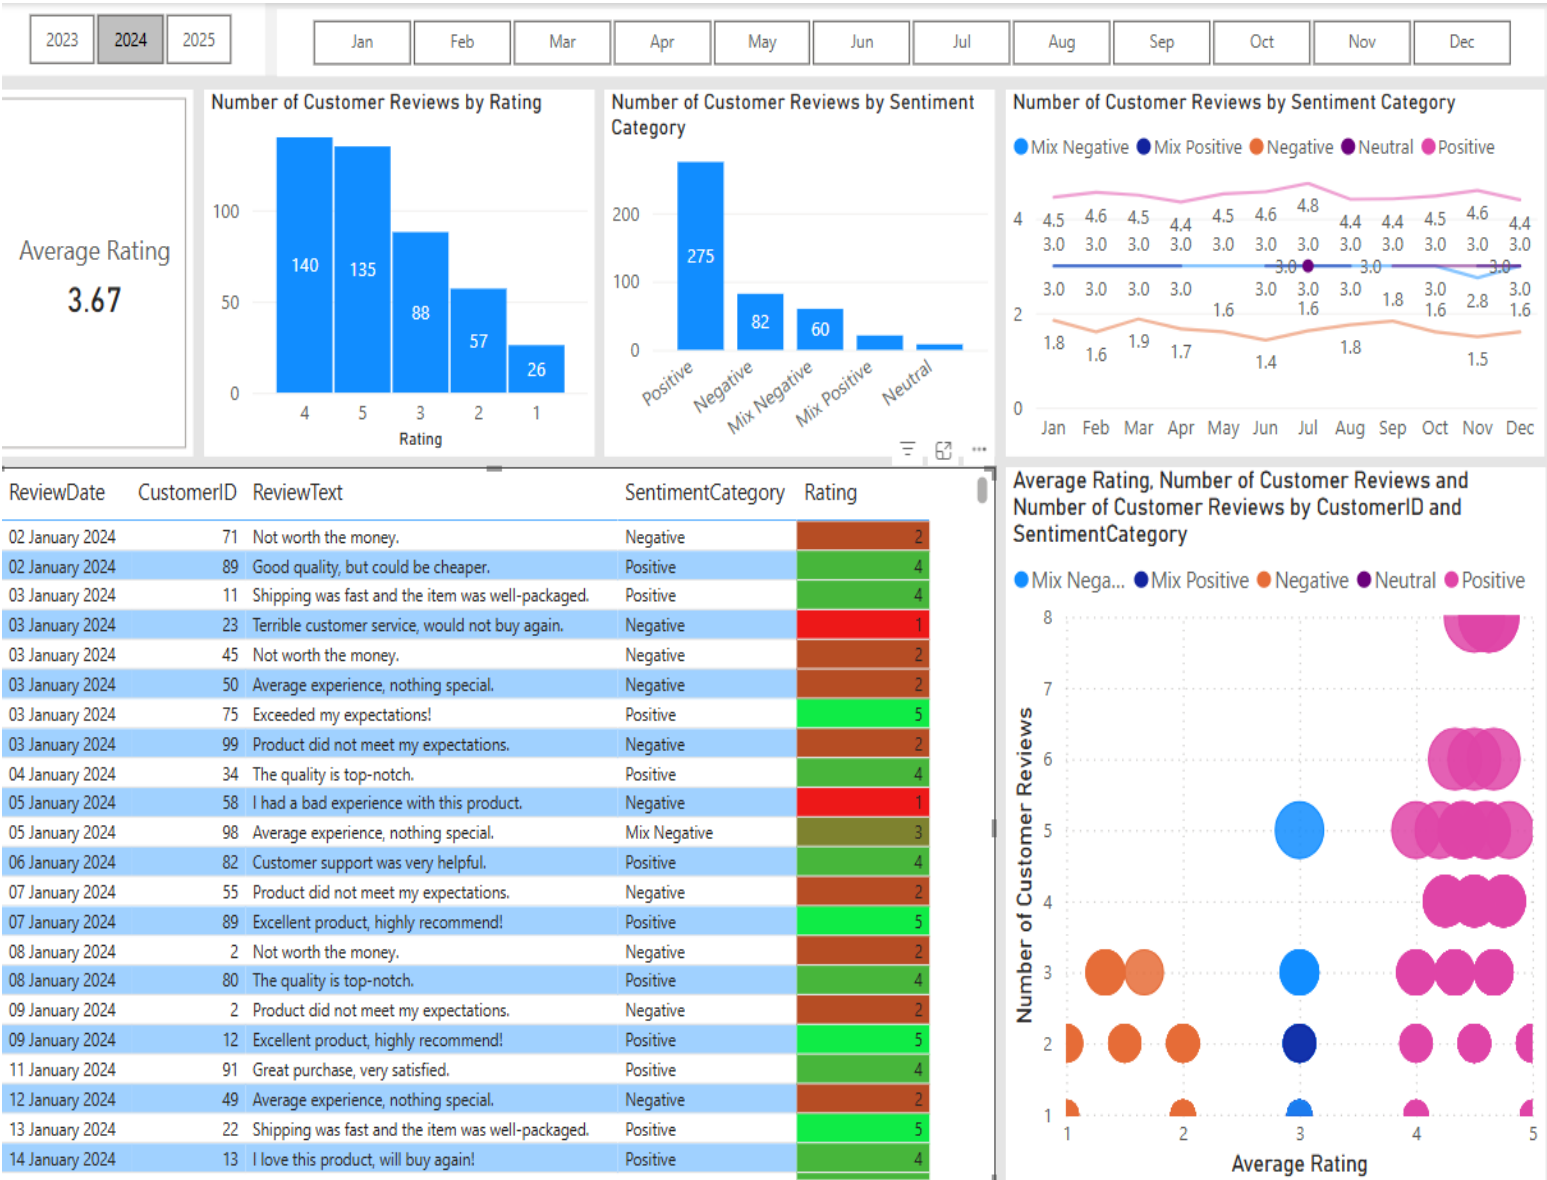 2023 2024 2025 Jan Feb Mar Apr May Jun Jul Aug Sep Oct Nov Dec
Average Rating
3.67
Number of Customer Reviews by Rating
100
50
0
140 135 88 57 26
4 5 3 2 1
Rating
Number of Customer Reviews by Sentiment
Category
200
100
0
275 82 60
Positive Negative Mix Negative Mix Positive Neutral
Number of Customer Reviews by Sentiment Category
Mix Negative Mix Positive Negative Neutral Positive
4
2
0
4.5 4.6 4.5 4.4 4.5 4.6 4.8 4.4 4.4 4.5 4.6 4.4
3.0 3.0 3.0 3.0 3.0 3.0 3.0 3.0 3.0 3.0 3.0 3.0
3.0 3.0 3.0
3.0 3.0 3.0 3.0 3.0 3.0 3.0 1.8 3.0 2.8 3.0
1.6 1.6 1.6 1.6
1.8 1.6 1.9 1.7 1.4 1.8 1.5
Jan Feb Mar Apr May Jun Jul Aug Sep Oct Nov Dec
ReviewDate CustomerID ReviewText SentimentCategory Rating
02 January 2024 71 Not worth the money. Negative 2
02 January 2024 89 Good quality, but could be cheaper. Positive 4
03 January 2024 11 Shipping was fast and the item was well-packaged. Positive 4
03 January 2024 23 Terrible customer service, would not buy again. Negative 1
03 January 2024 45 Not worth the money. Negative 2
03 January 2024 50 Average experience, nothing special. Negative 2
03 January 2024 75 Exceeded my expectations! Positive 5
03 January 2024 99 Product did not meet my expectations. Negative 2
04 January 2024 34 The quality is top-notch. Positive 4
05 January 2024 58 I had a bad experience with this product. Negative 1
05 January 2024 98 Average experience, nothing special. Mix Negative 3
06 January 2024 82 Customer support was very helpful. Positive 4
07 January 2024 55 Product did not meet my expectations. Negative 2
07 January 2024 89 Excellent product, highly recommend! Positive 5
08 January 2024 2 Not worth the money. Negative 2
08 January 2024 80 The quality is top-notch. Positive 4
09 January 2024 2 Product did not meet my expectations. Negative 2
09 January 2024 12 Excellent product, highly recommend! Positive 5
11 January 2024 91 Great purchase, very satisfied. Positive 4
12 January 2024 49 Average experience, nothing special. Negative 2
13 January 2024 22 Shipping was fast and the item was well-packaged. Positive 5
14 January 2024 13 I love this product, will buy again! Positive 4
Average Rating, Number of Customer Reviews and
Number of Customer Reviews by CustomerID and
SentimentCategory
Mix Nega... Mix Positive Negative Neutral Positive
Number of Customer Reviews
8
7
6
5
4
3
2
1
1 2 3 4 5
Average Rating